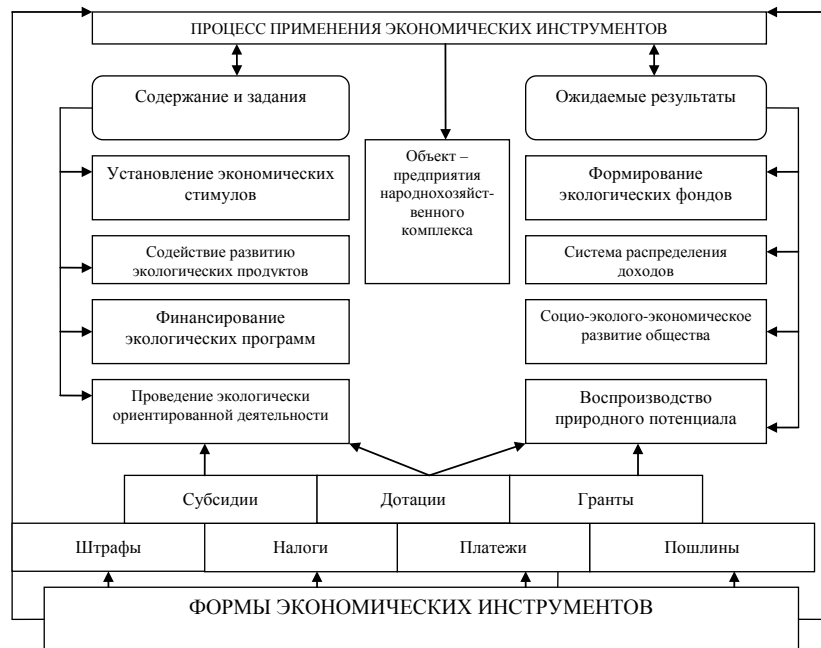 ПРОЦЕСС ПРИМЕНЕНИЯ ЭКОНОМИЧЕСКИХ ИНСТРУМЕНТОВ
Содержание и задания
Установление экономических
стимулов
Содействие развитию
экологических продуктов
Финансирование
экологических программ
Проведение экологически
ориентированной деятельности
Объект –
предприятия
народнохозяйст-
венного
комплекса
Ожидаемые результаты
Формирование
экологических фондов
Система распределения
доходов
Социо-эколого-экономическое
развитие общества
Воспроизводство
природного потенциала
Субсидии
Дотации
Гранты
Штрафы
Налоги
Платежи
Пошлины
ФОРМЫ ЭКОНОМИЧЕСКИХ ИНСТРУМЕНТОВ